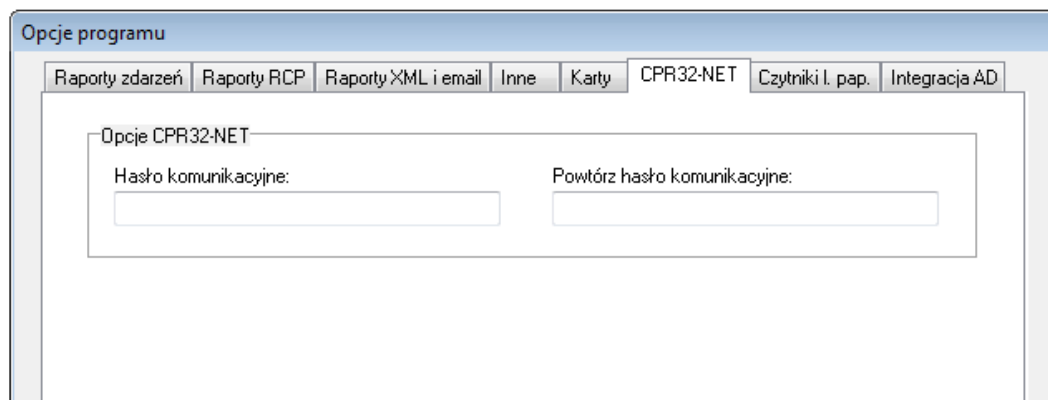 Opcje programu
Raporty zdarzeń Raporty RCP Raporty XML i email Inne Karty CPR32-NET Czytniki l. pap. Integracja AD
Opcje CPR32-NET
Hasło komunikacyjne: Powtórz hasło komunikacyjne: